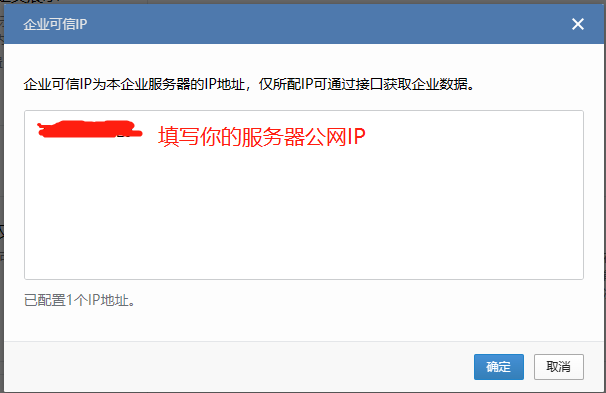 企业可信IP
企业可信IP为本企业服务器的IP地址，仅所配IP可通过接口获取企业数据。
填写你的服务器公网IP
已配置1个IP地址。
确定
取消